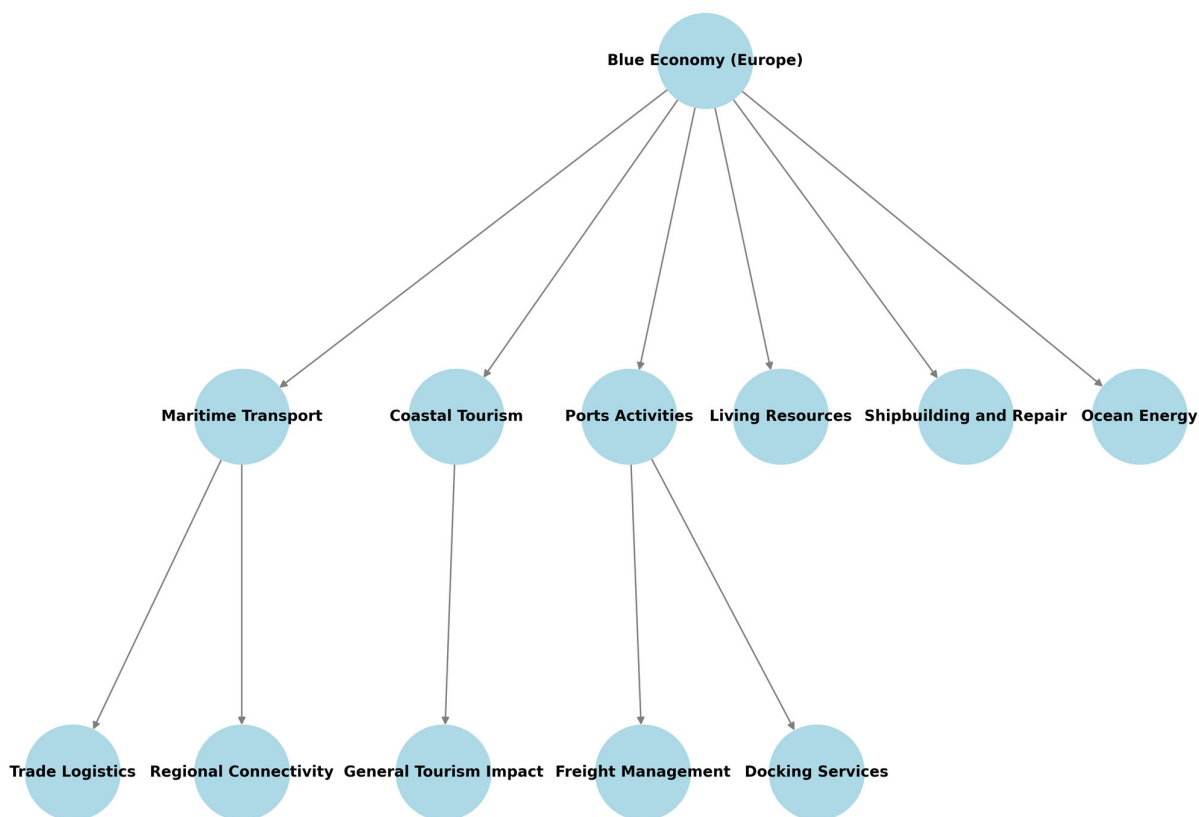 Blue Economy (Europe)
Maritime Transport
Coastal Tourism
Ports Activities
Living Resources
Shipbuilding and Repair
Ocean Energy
Trade Logistics
Regional Connectivity
General Tourism Impact
Freight Management
Docking Services